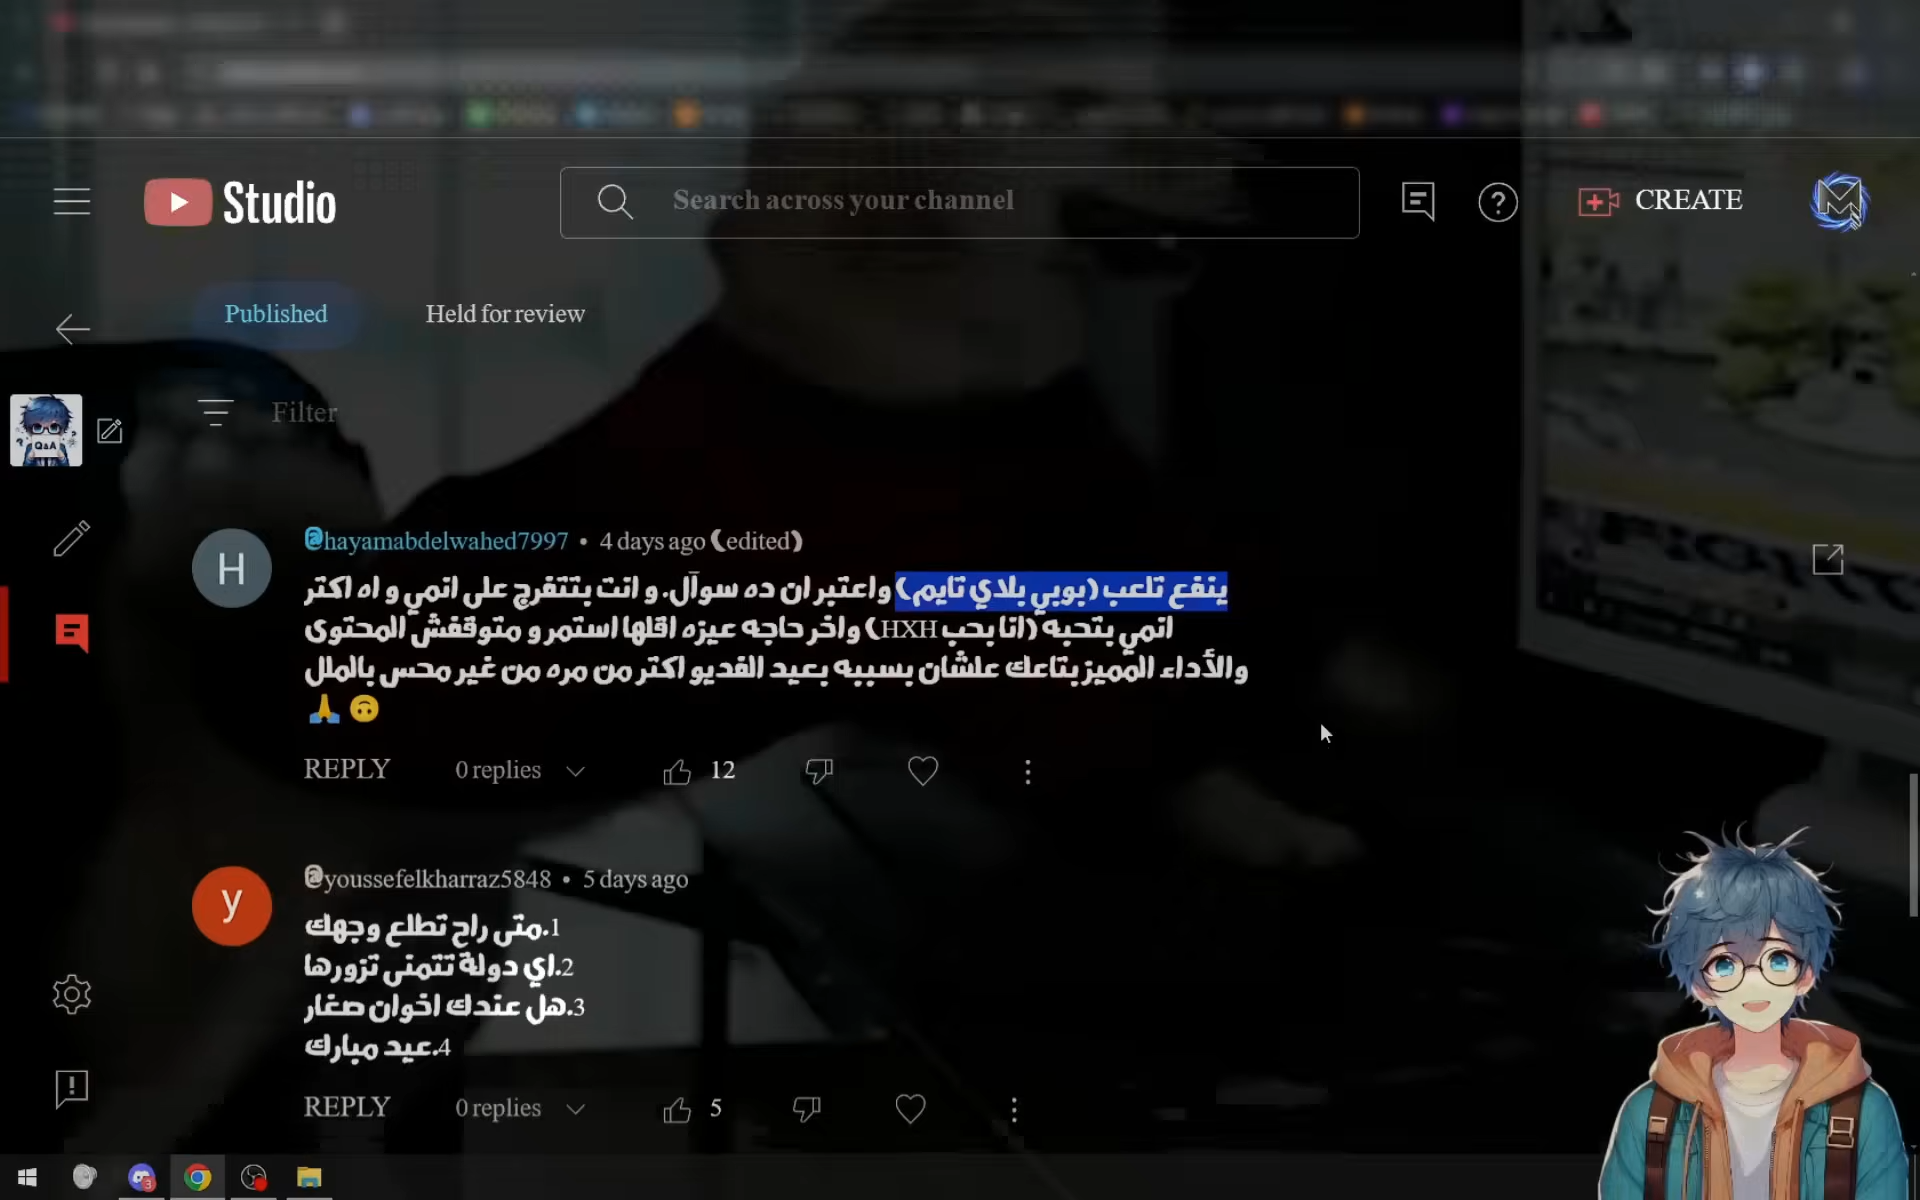 Studio
Search across your channel
CREATE
Published
Held for review
Filter
Q&A
@hayamabdelwahed7997 • 4 days ago (edited)
ينفع تلعب (بوبي بلاي تايم) واعتبر ان ده سوآل. و انت بتتفرج على انمي و اه اكتر
انمي بتحبه (انا بحب HXH) واخر حاجه عيزه اقلها استمر و متوقفش المحتوى
والأداء المميز بتاعك علشان بسببه بعيد الفديو اكتر من مره من غير محس بالملل
🙏 🙃
REPLY
0 replies
12
@youssefelkharraz5848 • 5 days ago
1.متى راح تطلع وجهك
2.اي دولة تتمنى تزورها
3.هل عندك اخوان صغار
4.عيد مبارك
REPLY
0 replies
5
3